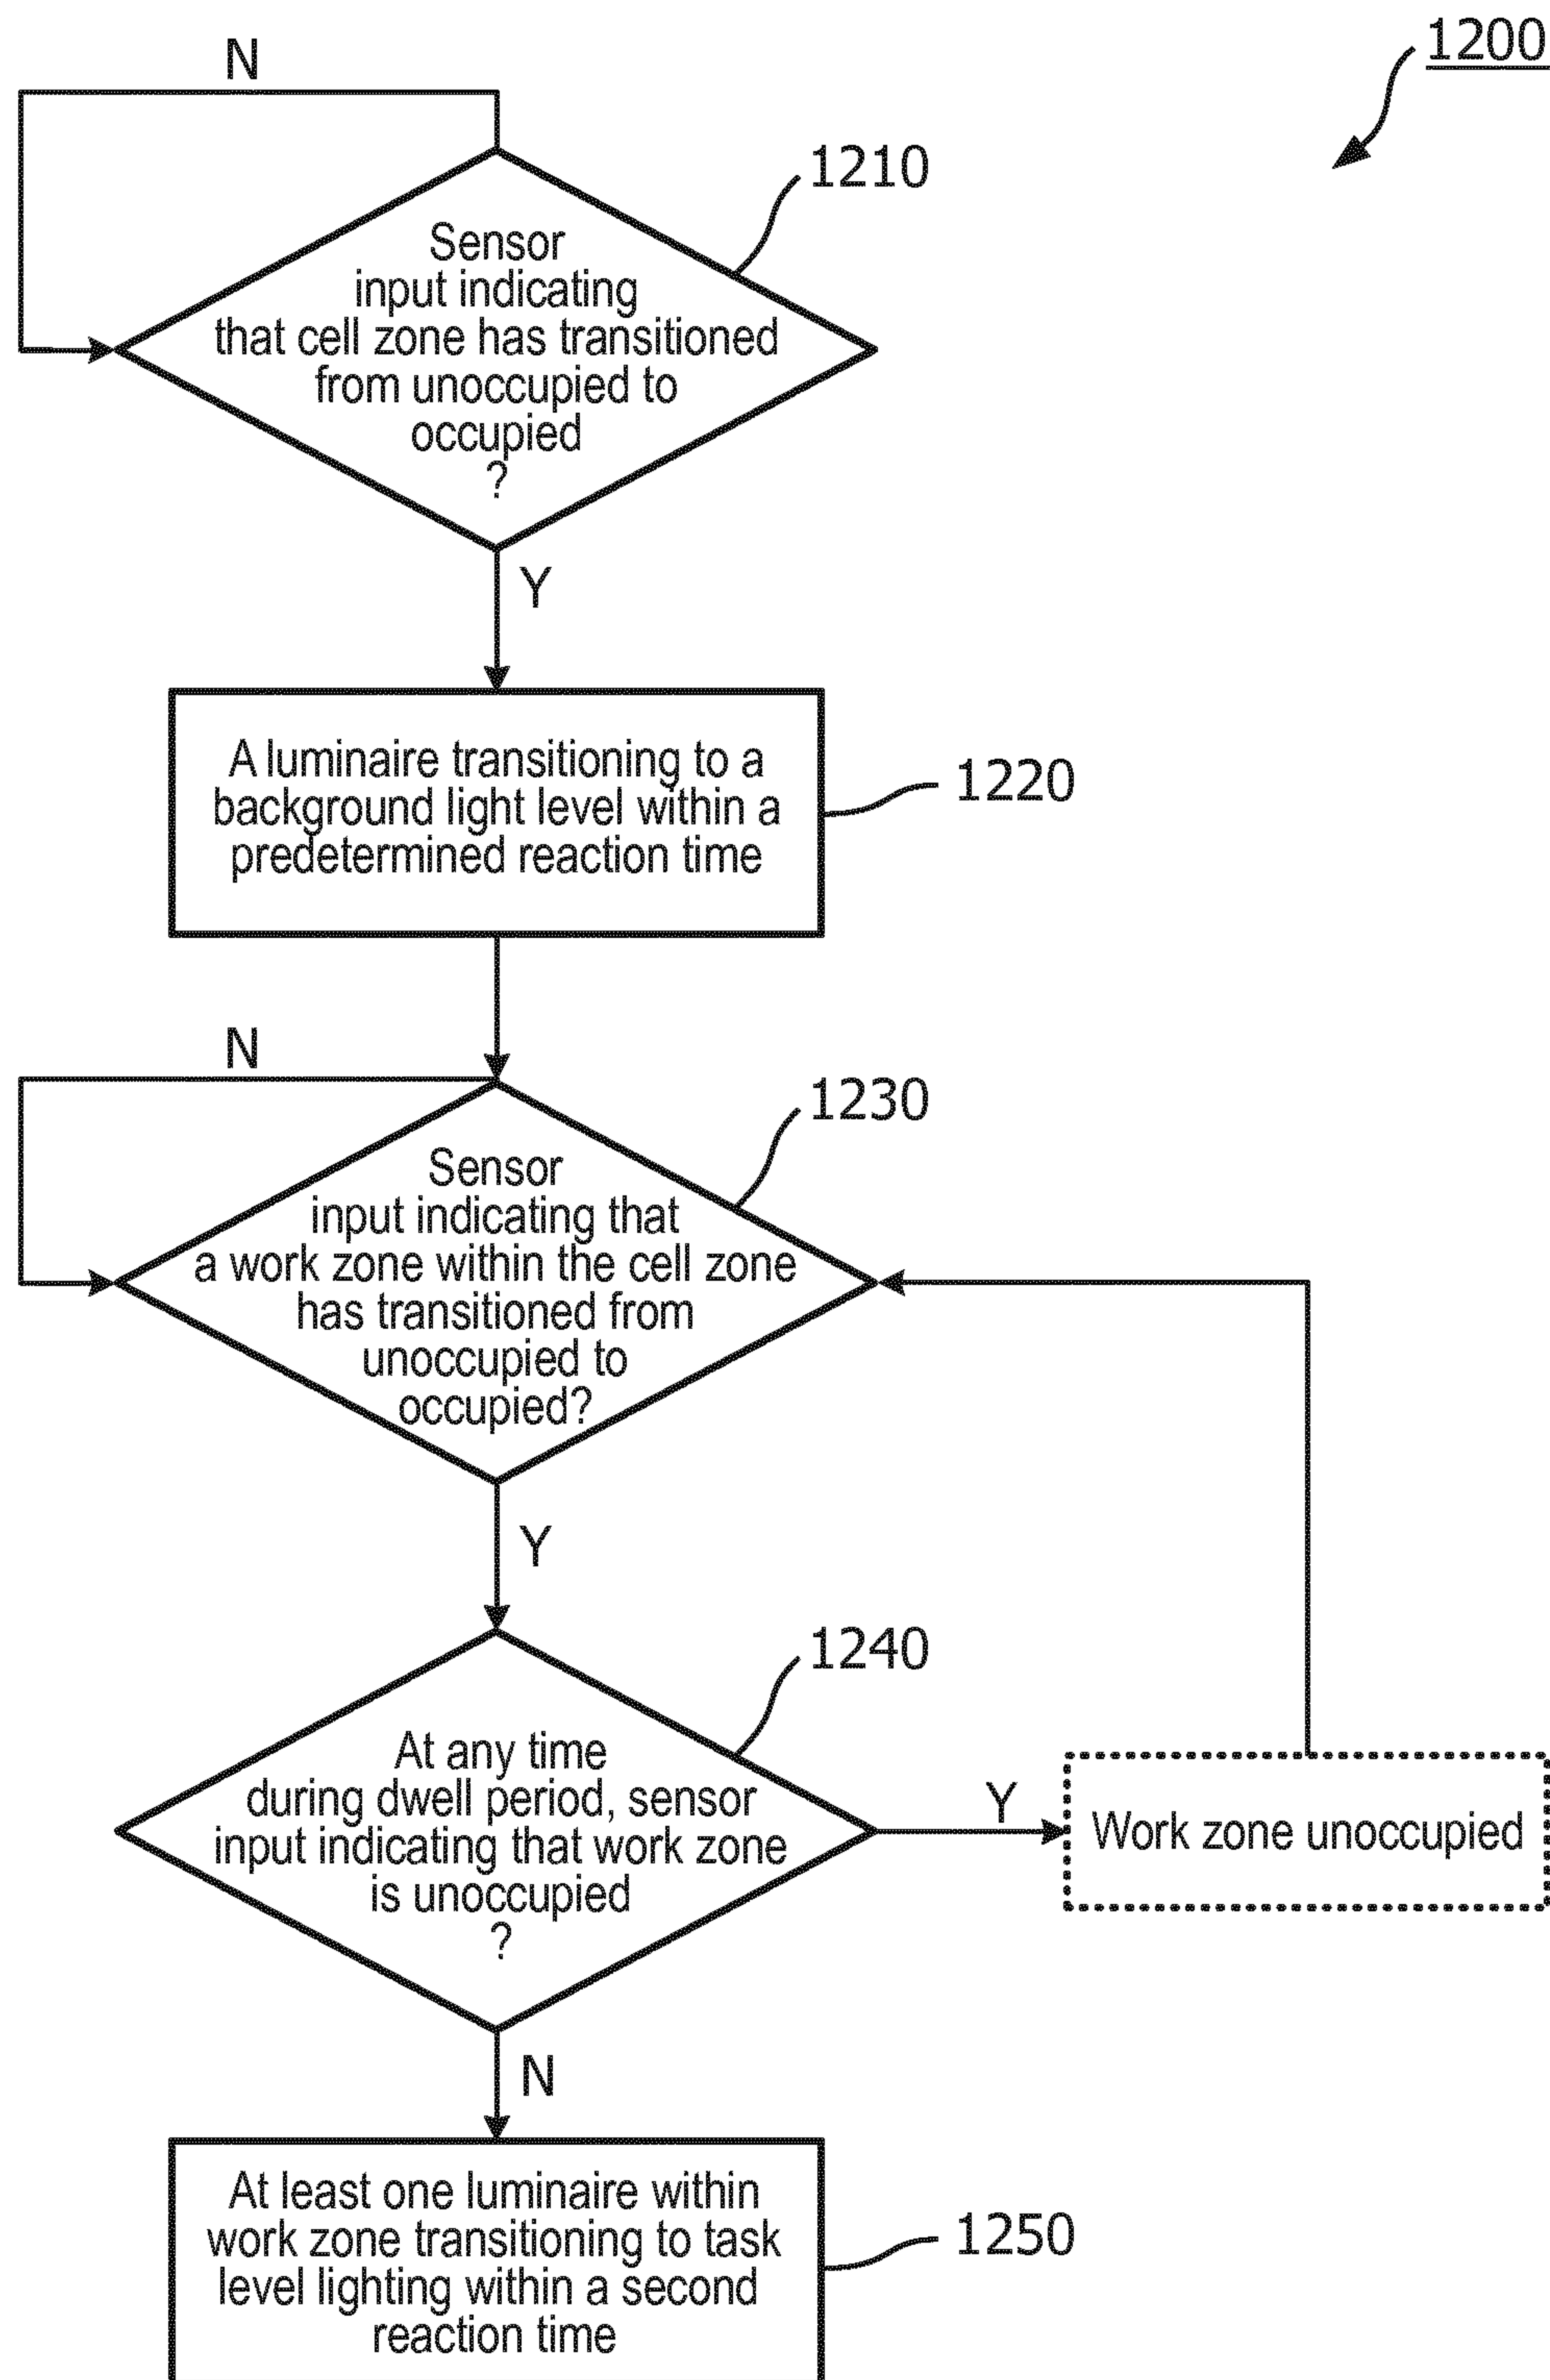 1200
N
1210
Sensor
input indicating
that cell zone has transitioned
from unoccupied to
occupied
?
Y
A luminaire transitioning to a
background light level within a
predetermined reaction time
1220
N
1230
Sensor
input indicating that
a work zone within the cell zone
has transitioned from
unoccupied to
occupied?
Y
1240
At any time
during dwell period, sensor
input indicating that work zone
is unoccupied
?
Y
Work zone unoccupied
N
At least one luminaire within
work zone transitioning to task
level lighting within a second
reaction time
1250